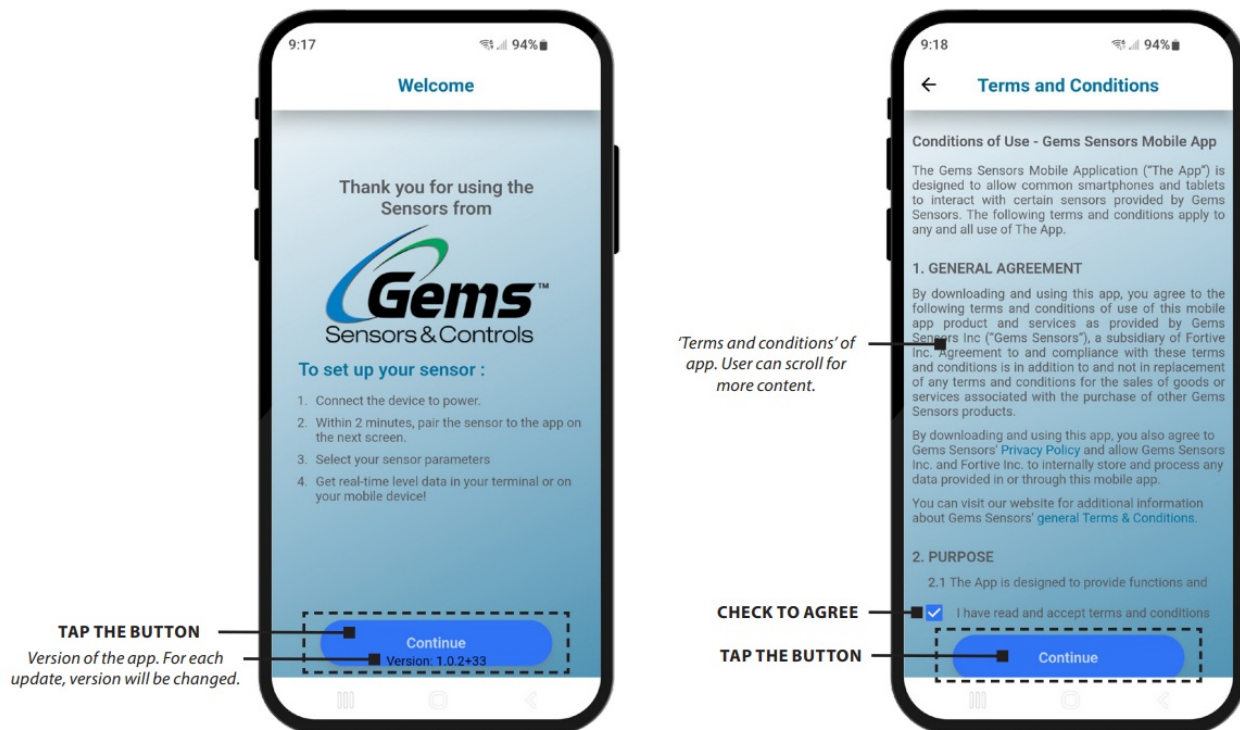 9:17
94%
Welcome
Thank you for using the
Sensors from
Gems™
Sensors & Controls
To set up your sensor :
1. Connect the device to power.
2. Within 2 minutes, pair the sensor to the app on
the next screen.
3. Select your sensor parameters
4. Get real-time level data in your terminal or on
your mobile device!
TAP THE BUTTON
Continue
Version of the app. For each
update, version will be changed.
Version: 1.0.2+33
9:18
94%
Terms and Conditions
Conditions of Use - Gems Sensors Mobile App
The Gems Sensors Mobile Application ("The App") is
designed to allow common smartphones and tablets
to interact with certain sensors provided by Gems
Sensors. The following terms and conditions apply to
any and all use of The App.
1. GENERAL AGREEMENT
By downloading and using this app, you agree to the
following terms and conditions of use of this mobile
app product and services as provided by Gems
Sensors Inc ("Gems Sensors"), a subsidiary of Fortive
Inc. Agreement to and compliance with these terms
and conditions is in addition to and not in replacement
of any terms and conditions for the sales of goods or
services associated with the purchase of other Gems
Sensors products.
'Terms and conditions' of
app. User can scroll for
more content.
By downloading and using this app, you also agree to
Gems Sensors' Privacy Policy and allow Gems Sensors
Inc. and Fortive Inc. to internally store and process any
data provided in or through this mobile app.
You can visit our website for additional information
about Gems Sensors' general Terms & Conditions.
2. PURPOSE
2.1 The App is designed to provide functions and
CHECK TO AGREE
I have read and accept terms and conditions
TAP THE BUTTON
Continue